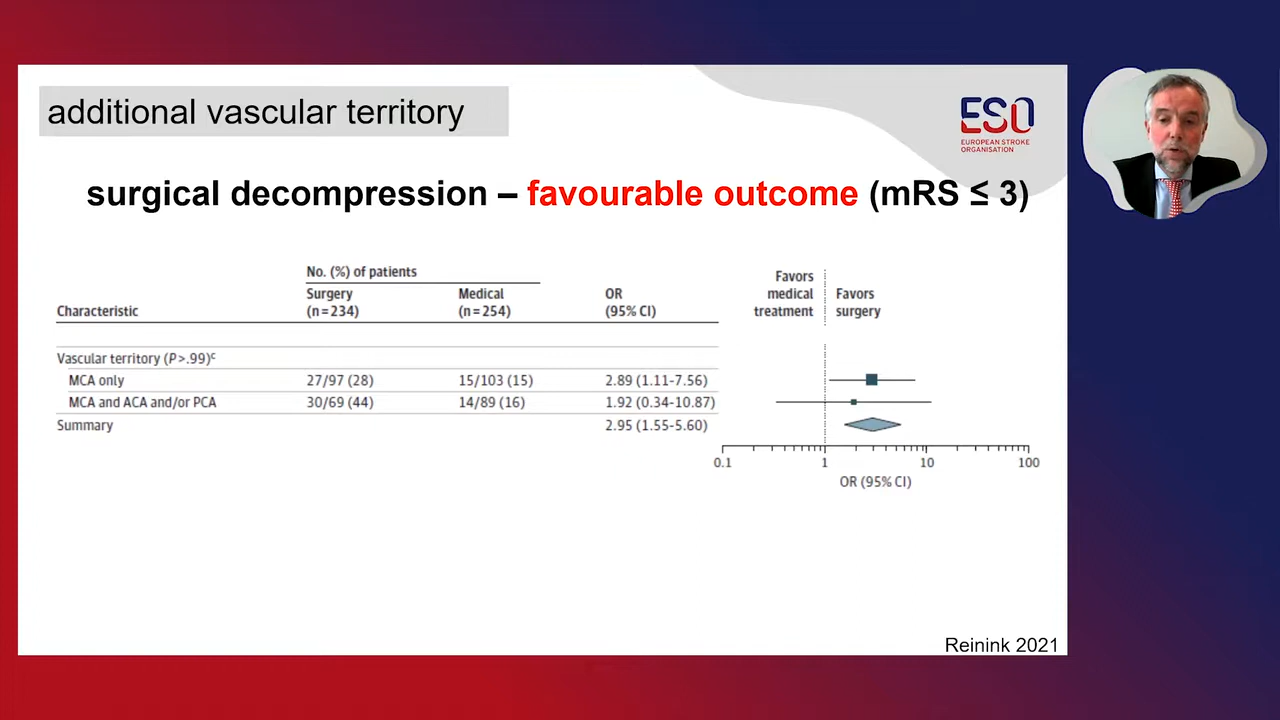 additional vascular territory
ESO
EUROPEAN STROKE
ORGANISATION
surgical decompression – favourable outcome (mRS ≤ 3)
No. (%) of patients
Characteristic
Surgery
(n=234)
Medical
(n=254)
OR
(95% CI)
Favors
medical
treatment
Favors
surgery
Vascular territory (P>.99)c
MCA only 27/97 (28) 15/103 (15) 2.89 (1.11-7.56)
MCA and ACA and/or PCA 30/69 (44) 14/89 (16) 1.92 (0.34-10.87)
Summary 2.95 (1.55-5.60)
0.1 1 10 100
OR (95% CI)
Reinink 2021